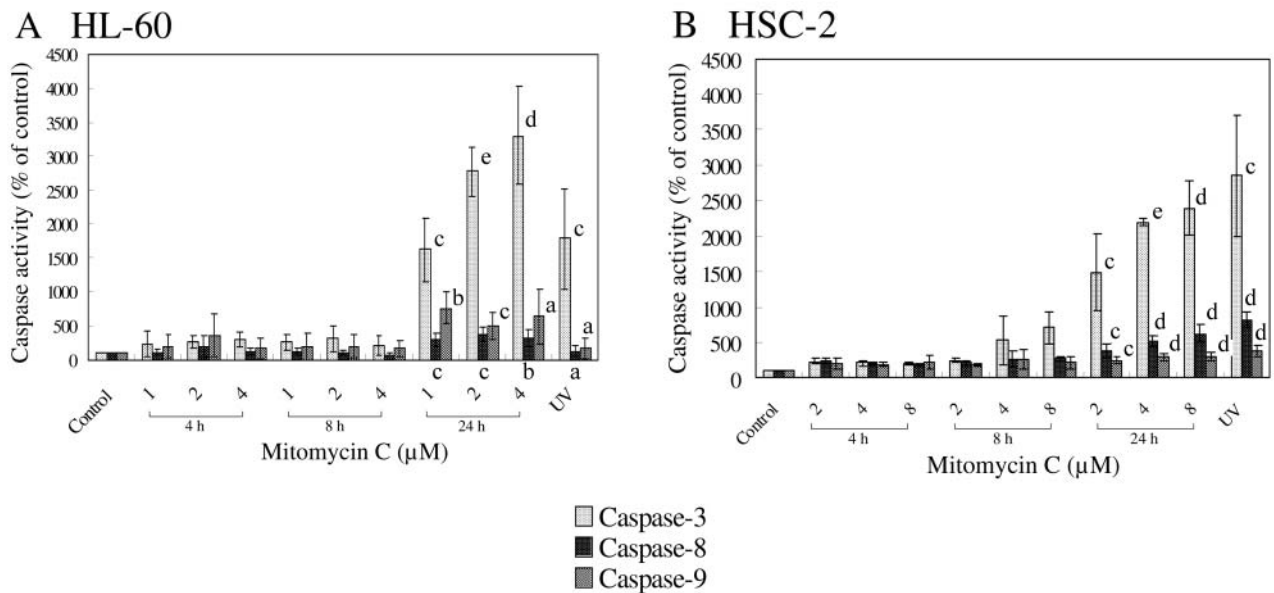 A HL-60
Caspase activity (% of control)
4500
4000
3500
3000
2500
2000
1500
1000
500
0
c b c
e c c
d a b
c a a
Control 1 2 4 1 2 4 1 2 4 UV
4 h 8 h 24 h
Mitomycin C (µM)
B HSC-2
Caspase activity (% of control)
4500
4000
3500
3000
2500
2000
1500
1000
500
0
c c c
e d d
d d d
c d c
Control 2 4 8 2 4 8 2 4 8 UV
4 h 8 h 24 h
Mitomycin C (µM)
Caspase-3
Caspase-8
Caspase-9